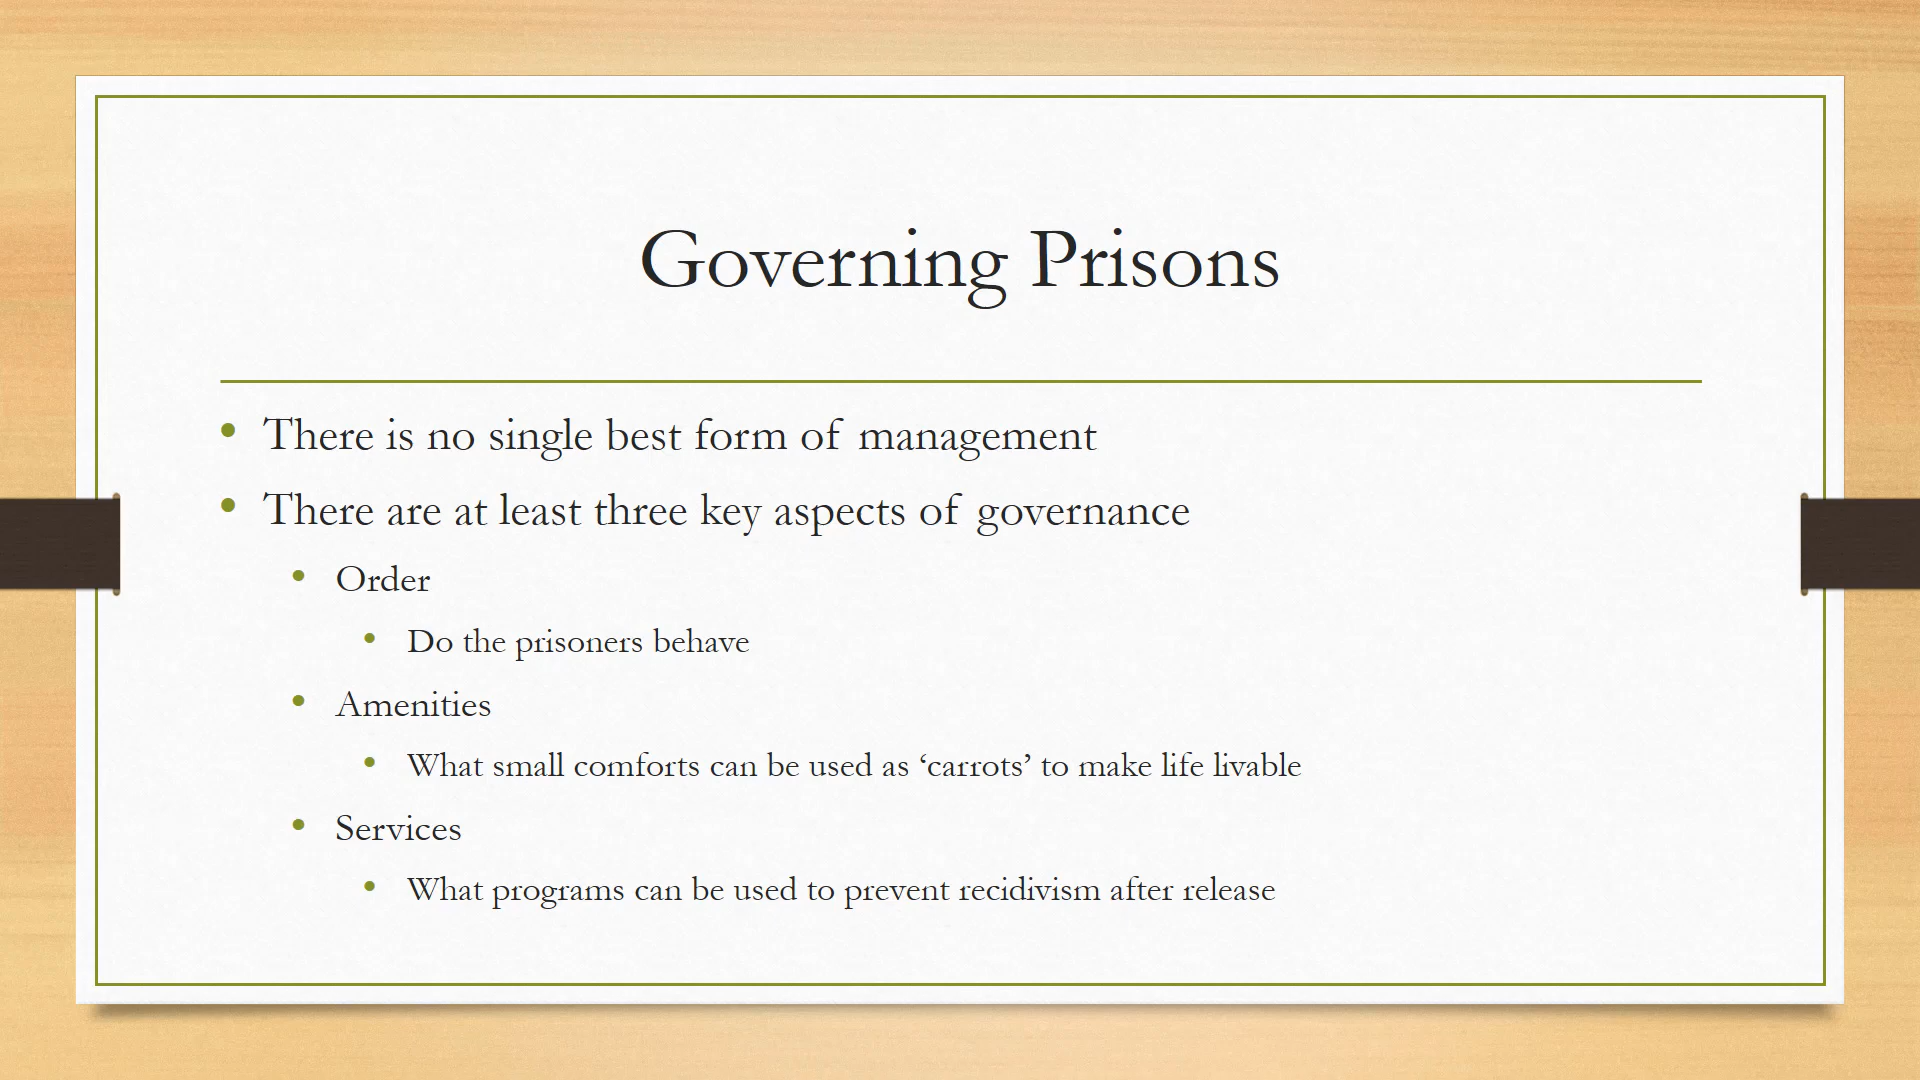 Governing Prisons
• There is no single best form of management
• There are at least three key aspects of governance
• Order
• Do the prisoners behave
• Amenities
• What small comforts can be used as ‘carrots’ to make life livable
• Services
• What programs can be used to prevent recidivism after release